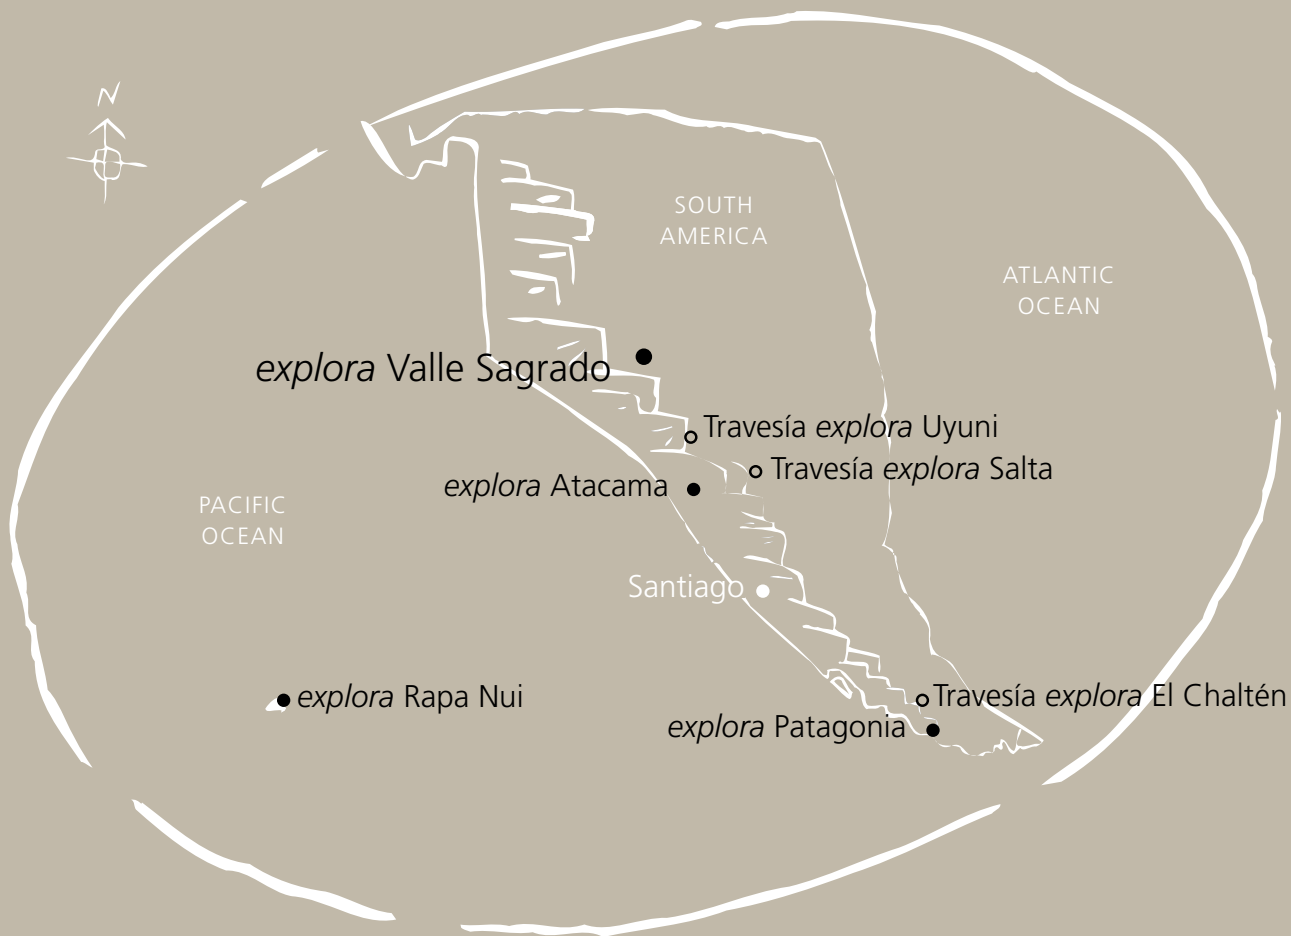 N
SOUTH
AMERICA
ATLANTIC
OCEAN
explora Valle Sagrado
Travesía explora Uyuni
Travesía explora Salta
explora Atacama
PACIFIC
OCEAN
Santiago
explora Rapa Nui
Travesía explora El Chaltén
explora Patagonia